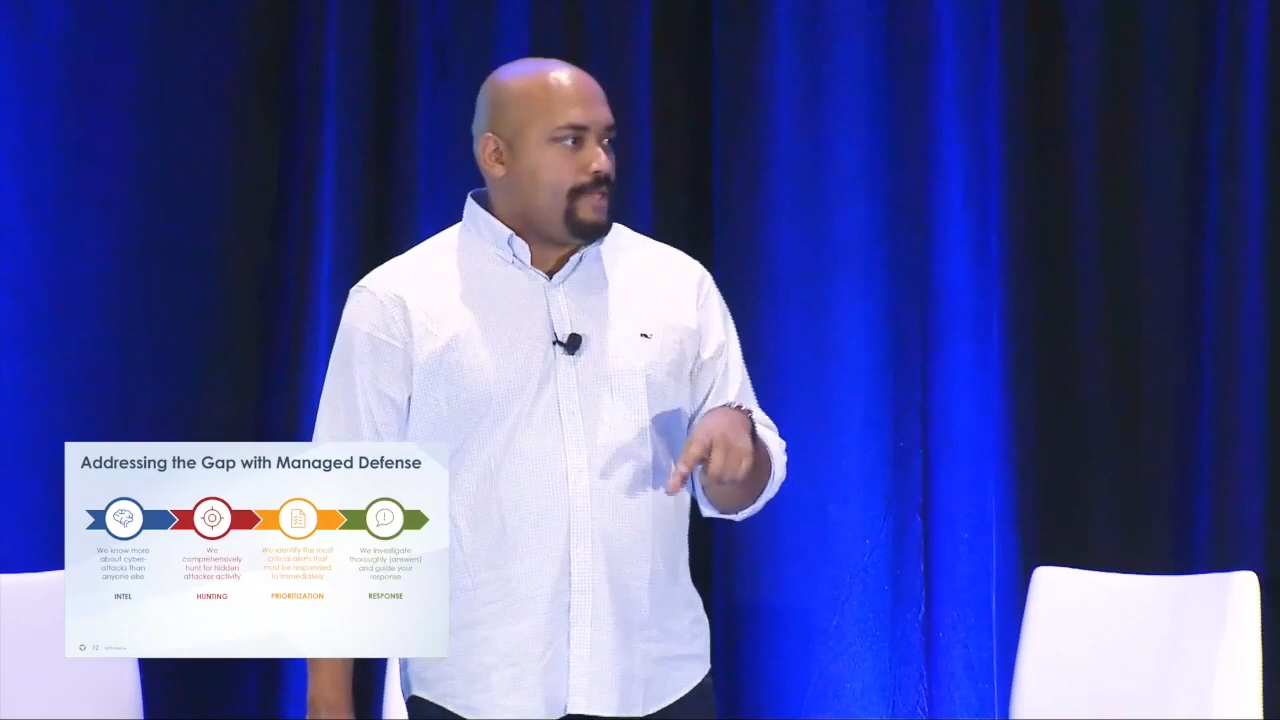 Addressing the Gap with Managed Defense
We know more
about cyber-
attacks than
anyone else
INTEL
We
comprehensively
hunt for hidden
attacker activity
HUNTING
We identify the most
critical alerts that
must be responded
to immediately
PRIORITIZATION
We investigate
thoroughly (answers)
and guide your
response
RESPONSE
12